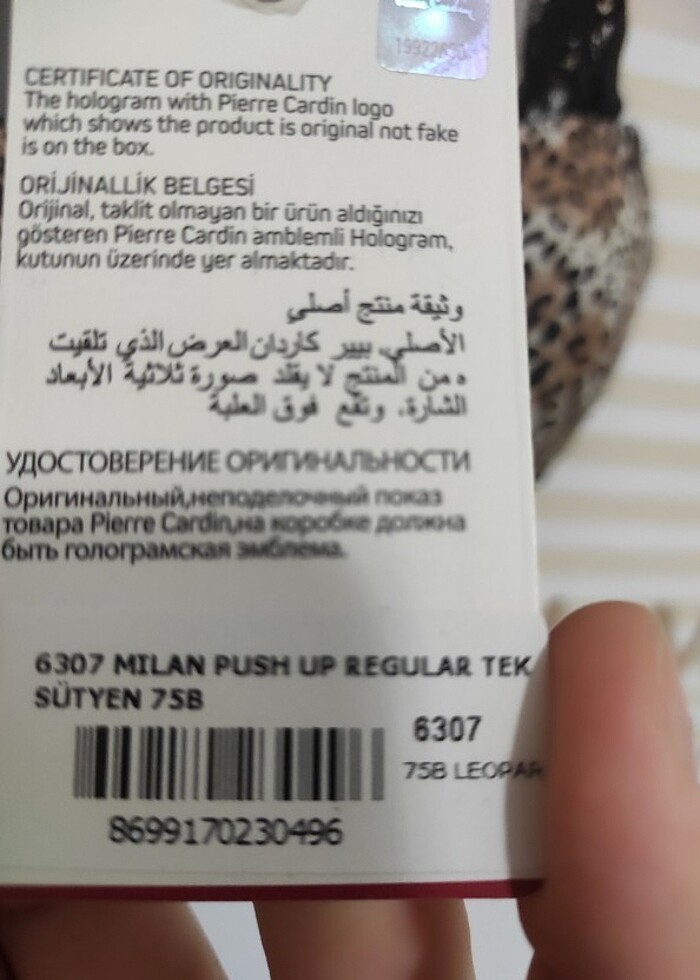 19922650
CERTIFICATE OF ORIGINALITY
The hologram with Pierre Cardin logo
which shows the product is original not fake
is on the box.
ORİJİNALLİK BELGESİ
Orijinal, taklit olmayan bir ürün aldığınızı
gösteren Pierre Cardin amblemli Hologram,
kutunun üzerinde yer almaktadır.
وثيقة منتج أصلي
الأصلي. بيير كاردان العرض الذي تلقيت
ه من المنتج لا يقلد صورة ثلاثية الأبعاد
الشارة. وتقع فوق العلبة
УДОСТОВЕРЕНИЕ ОРИГИНАЛЬНОСТИ
Оригинальный,неподелочный показ
товара Pierre Cardin,на коробке должна
быть голограмская эмблема.
6307 MILAN PUSH UP REGULAR TEK
SÜTYEN 75B
6307
75B LEOPAR
8699170230496